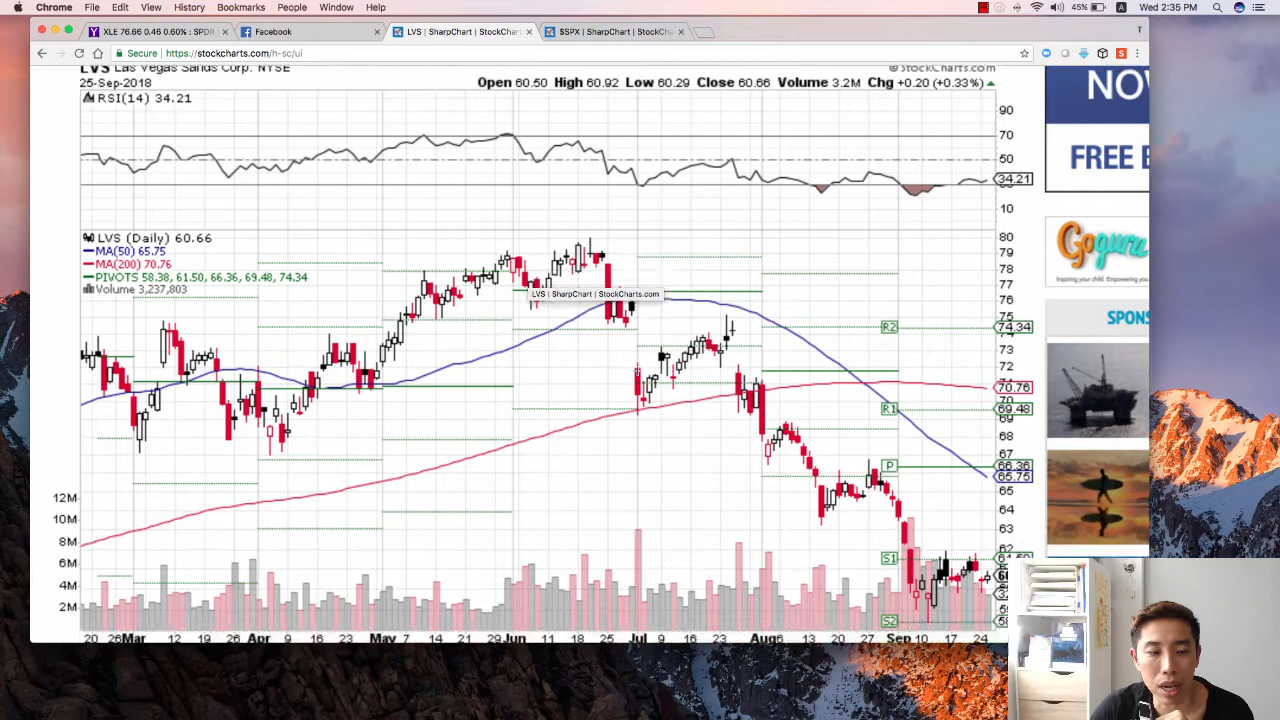 Chrome File Edit View History Bookmarks People Window Help 45% A Wed 2:35 PM
XLE 76.66 0.46 0.60% : SPDR Facebook LVS | SharpChart | StockChart $SPX | SharpChart | StockCha T
Secure https://stockcharts.com/h-sc/ui
LVS Las Vegas Sands Corp. NYSE © StockCharts.com
25-Sep-2018 Open 60.50 High 60.92 Low 60.29 Close 60.66 Volume 3.2M Chg +0.20 (+0.33%)
RSI(14) 34.21
90
70
50
34.21
10
LVS (Daily) 60.66
MA(50) 65.75
MA(200) 70.76
PIVOTS 58.38, 61.50, 66.36, 69.48, 74.34
Volume 3,237,803
LVS | SharpChart | StockCharts.com
80
79
78
77
76
R2 74.34
73
72
70.76
70
R1 69.48
69
68
67
P 66.36
65.75
65
64
63
62
S1
S2
12M
10M
8M
6M
4M
2M
20 26 Mar 12 19 26 Apr 9 16 23 May 7 14 21 29 Jun 11 18 25 Jul 9 16 23 Aug 6 13 20 27 Sep 10 17 24
NOW
FREE
Goguru
Inspiring your child. Empowering you
SPONS